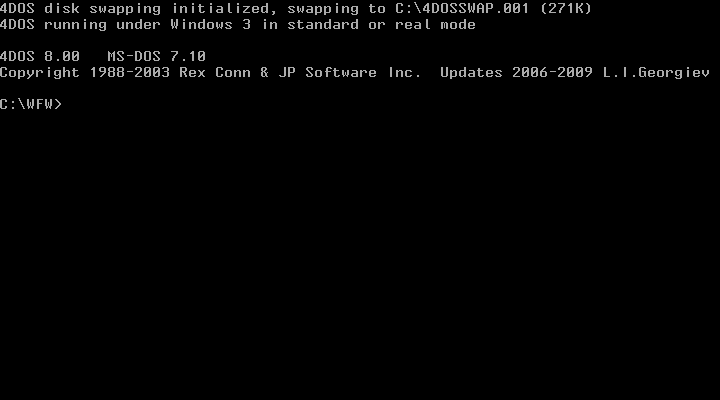 4DOS disk swapping initialized, swapping to C:\4DOSSWAP.001 (271K)
4DOS running under Windows 3 in standard or real mode
4DOS 8.00   MS-DOS 7.10
Copyright 1988-2003 Rex Conn & JP Software Inc.  Updates 2006-2009 L.I.Georgiev
C:\WFW>